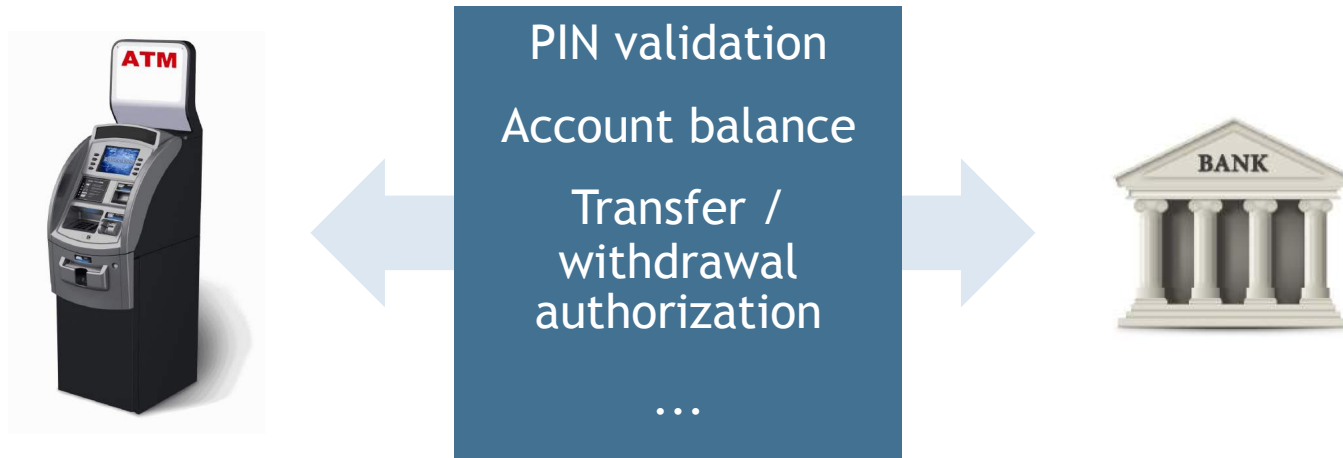 ATM
PIN validation
Account balance
Transfer /
withdrawal
authorization
...
BANK